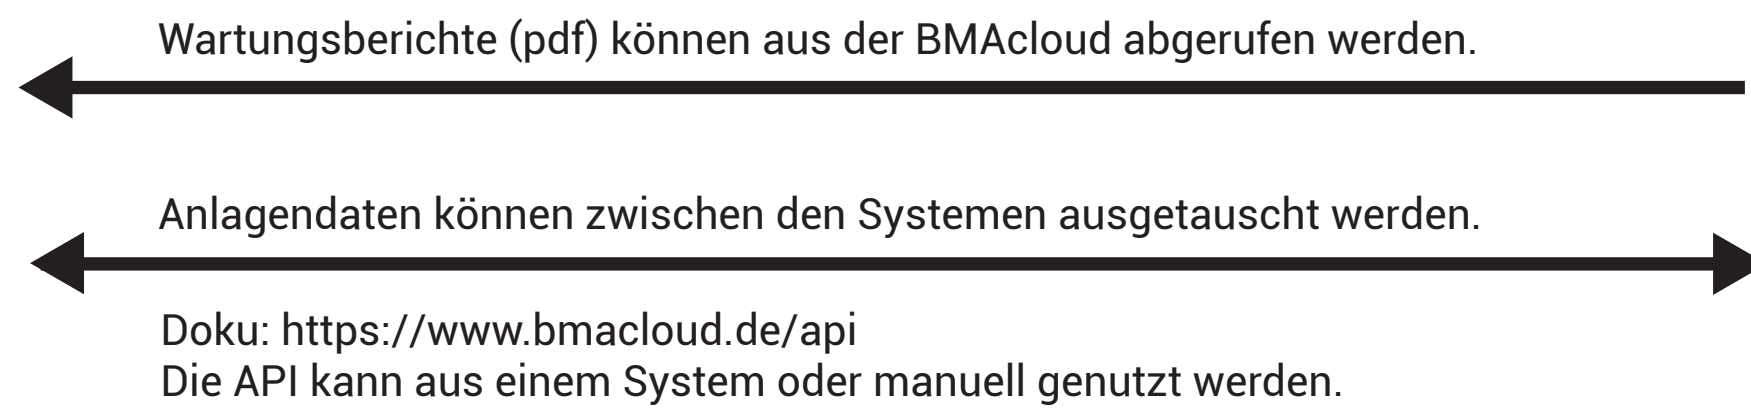 Wartungsberichte (pdf) können aus der BMAcloud abgerufen werden.
Anlagendaten können zwischen den Systemen ausgetauscht werden.
Doku: https://www.bmacloud.de/api
Die API kann aus einem System oder manuell genutzt werden.